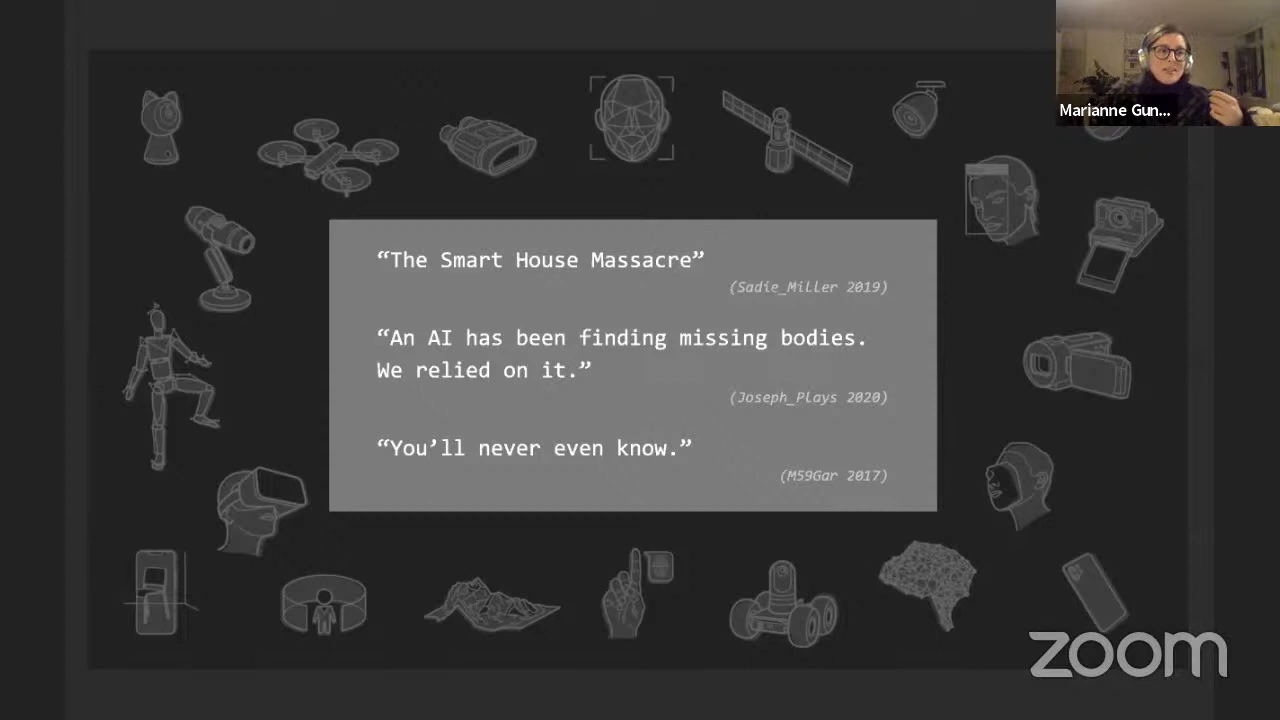 Marianne Gun...
“The Smart House Massacre”
(Sadie_Miller 2019)
“An AI has been finding missing bodies.
We relied on it.”
(Joseph_Plays 2020)
“You’ll never even know.”
(M59Gar 2017)
zoom